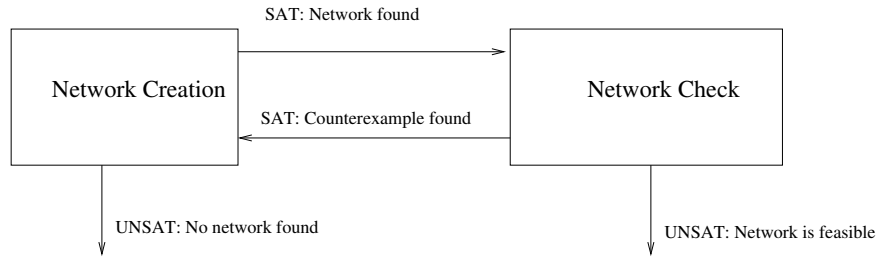 SAT: Network found
Network Creation
Network Check
SAT: Counterexample found
UNSAT: No network found
UNSAT: Network is feasible